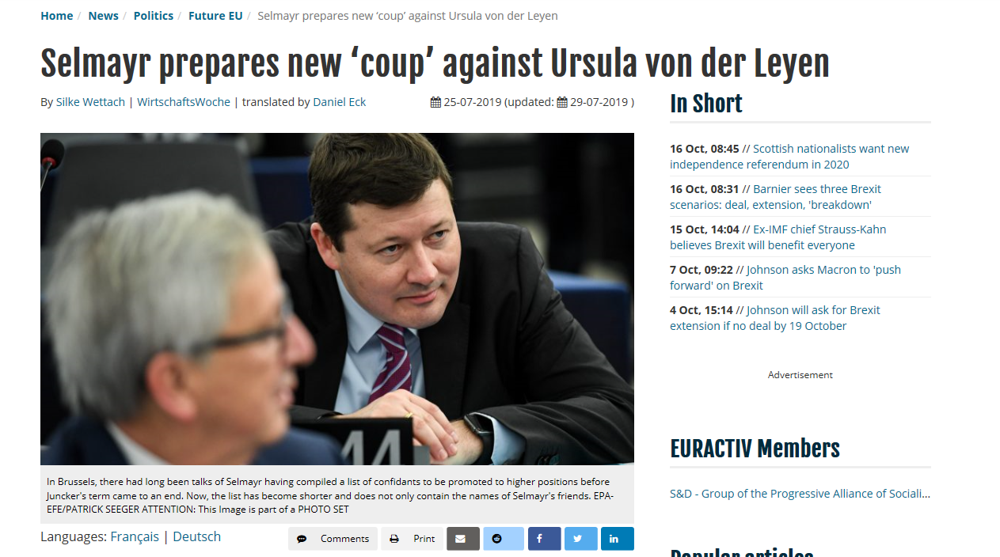 Home / News / Politics / Future EU / Selmayr prepares new ‘coup’ against Ursula von der Leyen
Selmayr prepares new ‘coup’ against Ursula von der Leyen
By Silke Wettach | WirtschaftsWoche | translated by Daniel Eck
25-07-2019 (updated: 29-07-2019 )
44
In Brussels, there had long been talks of Selmayr having compiled a list of confidants to be promoted to higher positions before
Juncker's term came to an end. Now, the list has become shorter and does not only contain the names of Selmayr's friends. EPA-
EFE/PATRICK SEEGER ATTENTION: This Image is part of a PHOTO SET
Languages: Français | Deutsch
Comments
Print
In Short
16 Oct, 08:45 // Scottish nationalists want new
independence referendum in 2020
16 Oct, 08:31 // Barnier sees three Brexit
scenarios: deal, extension, 'breakdown'
15 Oct, 14:04 // Ex-IMF chief Strauss-Kahn
believes Brexit will benefit everyone
7 Oct, 09:22 // Johnson asks Macron to 'push
forward' on Brexit
4 Oct, 15:14 // Johnson will ask for Brexit
extension if no deal by 19 October
Advertisement
EURACTIV Members
S&D - Group of the Progressive Alliance of Sociali...
Popular articles